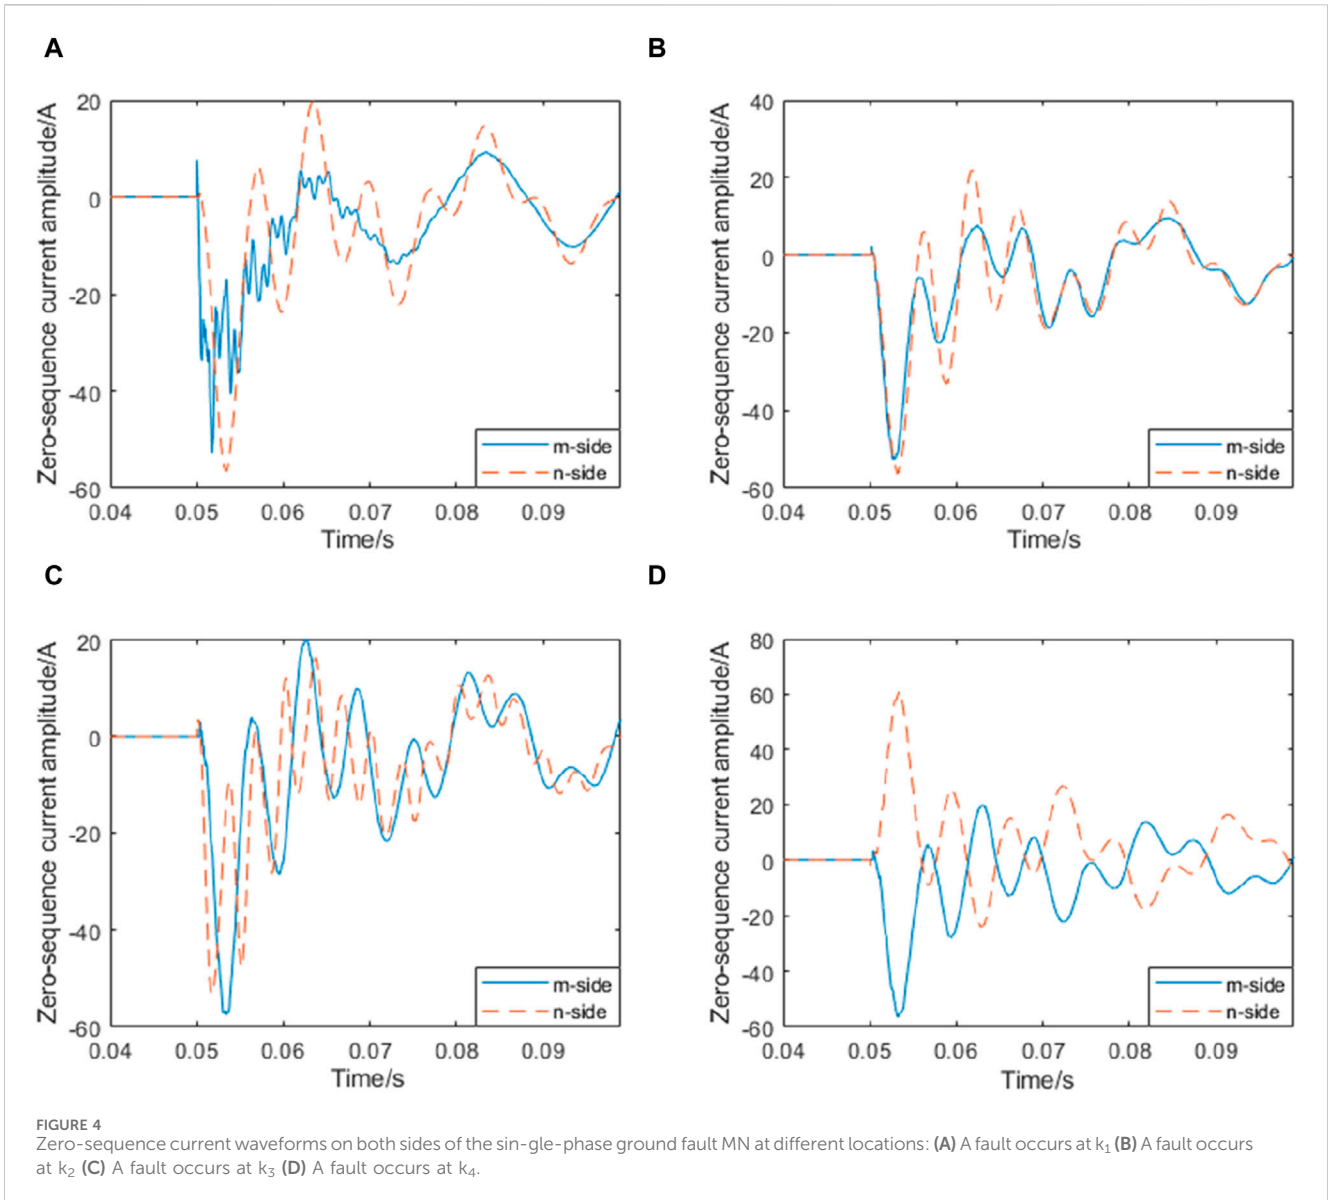 A
B
Zero-sequence current amplitude/A
20
0
-20
-40
-60
0.04 0.05 0.06 0.07 0.08 0.09
Time/s
m-side
n-side
Zero-sequence current amplitude/A
40
20
0
-20
-40
-60
0.04 0.05 0.06 0.07 0.08 0.09
Time/s
m-side
n-side
C
D
Zero-sequence current amplitude/A
20
0
-20
-40
-60
0.04 0.05 0.06 0.07 0.08 0.09
Time/s
m-side
n-side
Zero-sequence current amplitude/A
80
60
40
20
0
-20
-40
-60
0.04 0.05 0.06 0.07 0.08 0.09
Time/s
m-side
n-side
FIGURE 4
Zero-sequence current waveforms on both sides of the sin-gle-phase ground fault MN at different locations: (A) A fault occurs at k₁ (B) A fault occurs
at k₂ (C) A fault occurs at k₃ (D) A fault occurs at k₄.